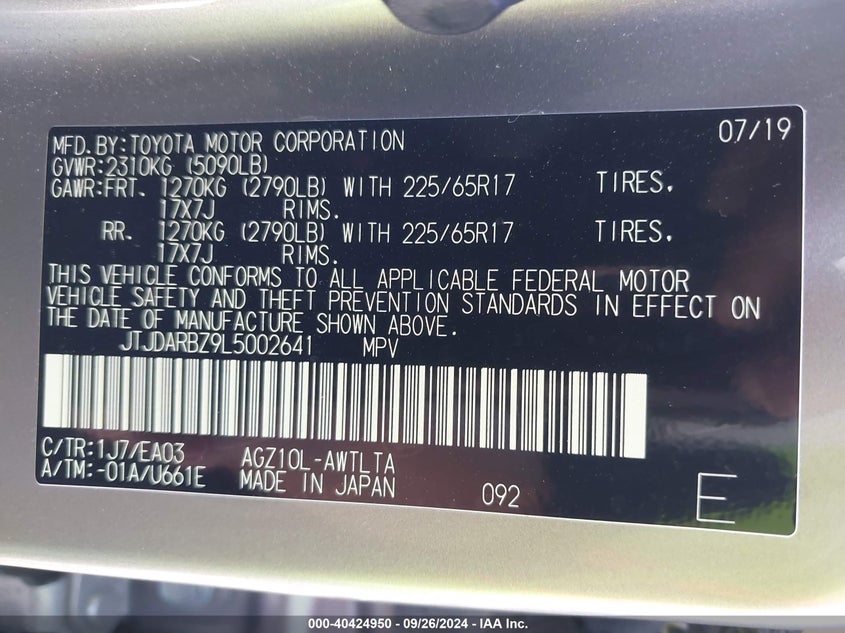 07/19
MFD.BY:TOYOTA MOTOR CORPORATION
GVWR:2310KG (5090LB)
GAWR:FRT. 1270KG (2790LB) WITH 225/65R17 TIRES.
17X7J RIMS.
RR. 1270KG (2790LB) WITH 225/65R17 TIRES.
17X7J RIMS.
THIS VEHICLE CONFORMS TO ALL APPLICABLE FEDERAL MOTOR
VEHICLE SAFETY AND THEFT PREVENTION STANDARDS IN EFFECT ON
THE DATE OF MANUFACTURE SHOWN ABOVE.
JTJDARBZ9L5002641 MPV
C/TR:1J7/EA03 AGZ10L-AWTLTA
A/TM:-01A/U661E MADE IN JAPAN 092 E
000-40424950 - 09/26/2024 - IAA Inc.